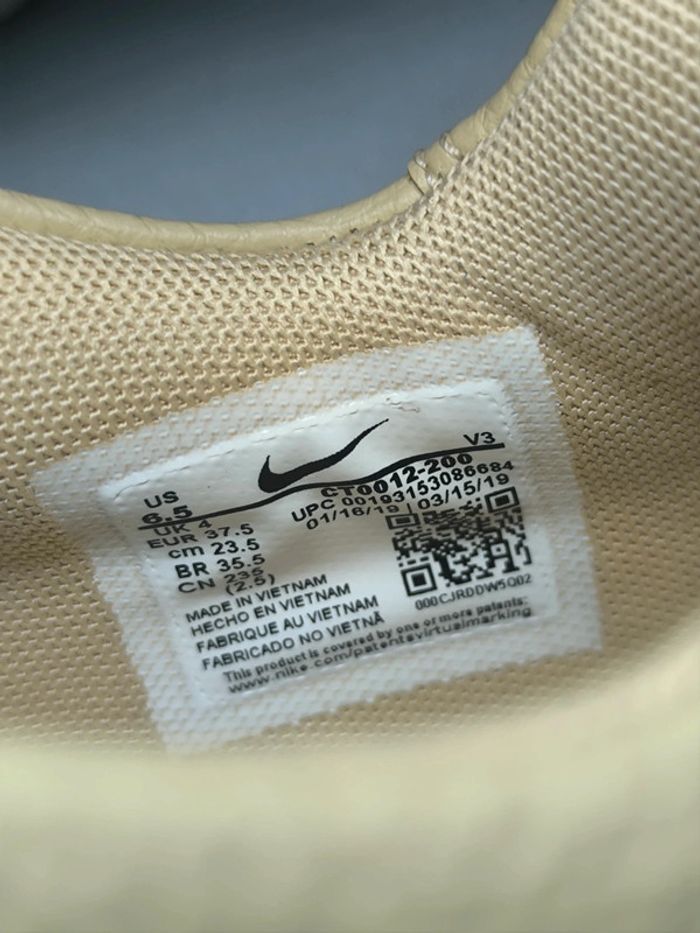 V3
US
6.5
UK 4
EUR 37.5
cm 23.5
BR 35.5
CN 235
(2.5)
CT0012-200
UPC 00193153086684
01/16/19 | 03/15/19
000CJRDDW5Q02
MADE IN VIETNAM
HECHO EN VIETNAM
FABRIQUE AU VIETNAM
FABRICADO NO VIETNÃ
This product is covered by one or more patents:
www.nike.com/patentsvirtualmarking